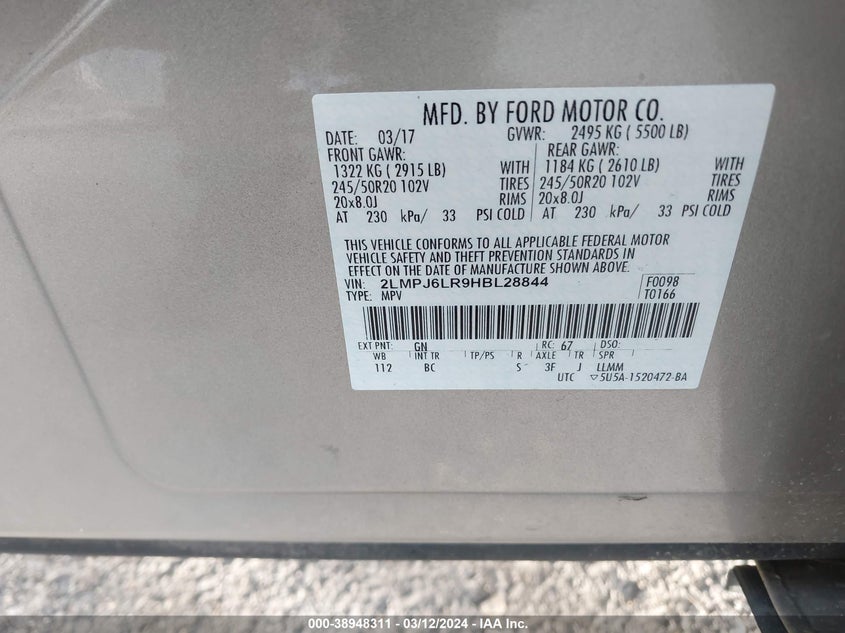 MFD. BY FORD MOTOR CO.
DATE: 03/17 GVWR: 2495 KG ( 5500 LB)
FRONT GAWR: REAR GAWR:
1322 KG ( 2915 LB) WITH 1184 KG ( 2610 LB) WITH
245/50R20 102V TIRES 245/50R20 102V TIRES
20x8.0J RIMS 20x8.0J RIMS
AT 230 kPa/ 33 PSI COLD AT 230 kPa/ 33 PSI COLD
THIS VEHICLE CONFORMS TO ALL APPLICABLE FEDERAL MOTOR
VEHICLE SAFETY AND THEFT PREVENTION STANDARDS IN
EFFECT ON THE DATE OF MANUFACTURE SHOWN ABOVE.
VIN: 2LMPJ6LR9HBL28844 F0098
TYPE: MPV T0166
EXT PNT: GN RC: 67 DSO:
WB INT TR TP/PS R AXLE TR SPR
112 BC S 3F J LLMM
UTC ▽5U5A-1520472-BA
000-38948311 - 03/12/2024 - IAA Inc.